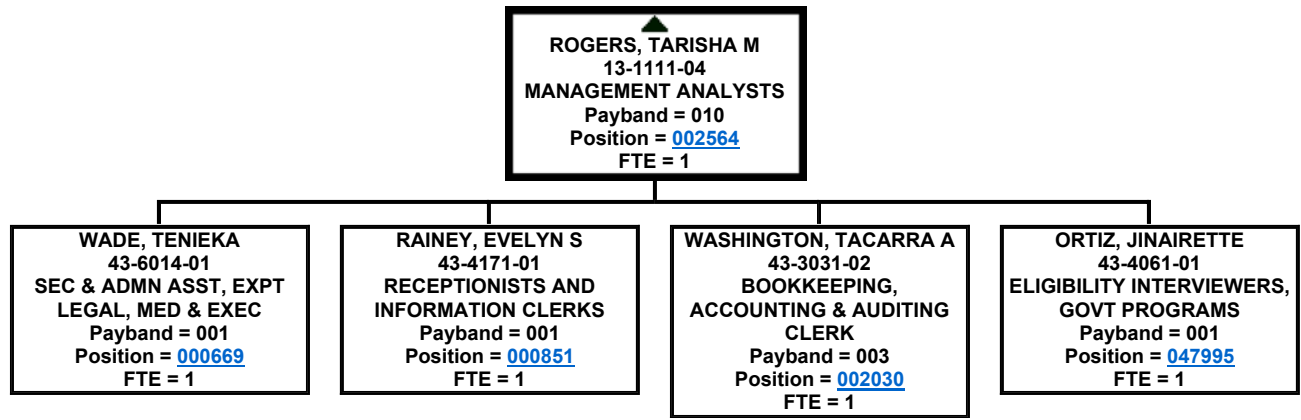 ROGERS, TARISHA M
13-1111-04
MANAGEMENT ANALYSTS
Payband = 010
Position = 002564
FTE = 1
WADE, TENIEKA
43-6014-01
SEC & ADMN ASST, EXPT
LEGAL, MED & EXEC
Payband = 001
Position = 000669
FTE = 1
RAINEY, EVELYN S
43-4171-01
RECEPTIONISTS AND
INFORMATION CLERKS
Payband = 001
Position = 000851
FTE = 1
WASHINGTON, TACARRA A
43-3031-02
BOOKKEEPING,
ACCOUNTING & AUDITING
CLERK
Payband = 003
Position = 002030
FTE = 1
ORTIZ, JINAIRETTE
43-4061-01
ELIGIBILITY INTERVIEWERS,
GOVT PROGRAMS
Payband = 001
Position = 047995
FTE = 1